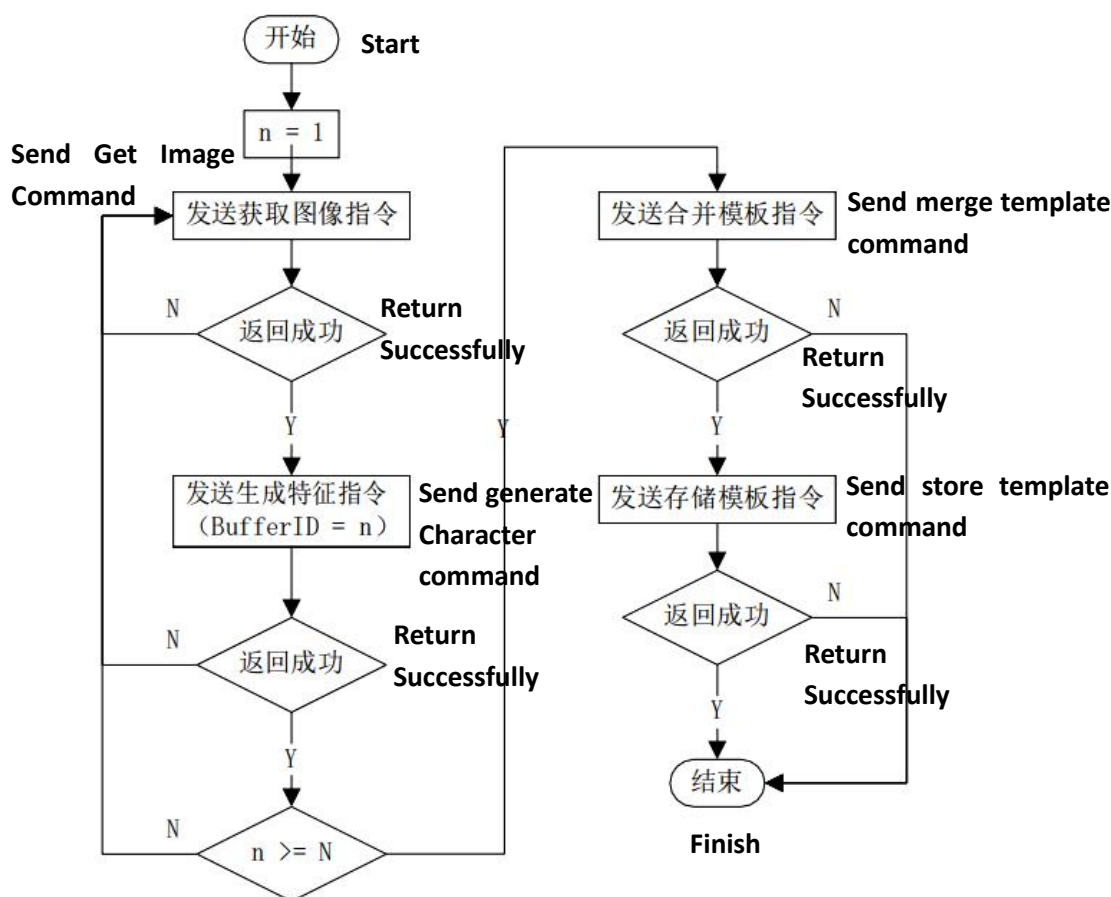 开始
Start
n = 1
Send Get Image
Command
发送获取图像指令
N
返回成功
Return
Successfully
Y
发送生成特征指令
（BufferID = n）
Send generate
Character
command
N
返回成功
Return
Successfully
Y
N
n >= N
Y
发送合并模板指令
Send merge template
command
返回成功
N
Return
Successfully
Y
发送存储模板指令
Send store template
command
返回成功
N
Return
Successfully
Y
结束
Finish